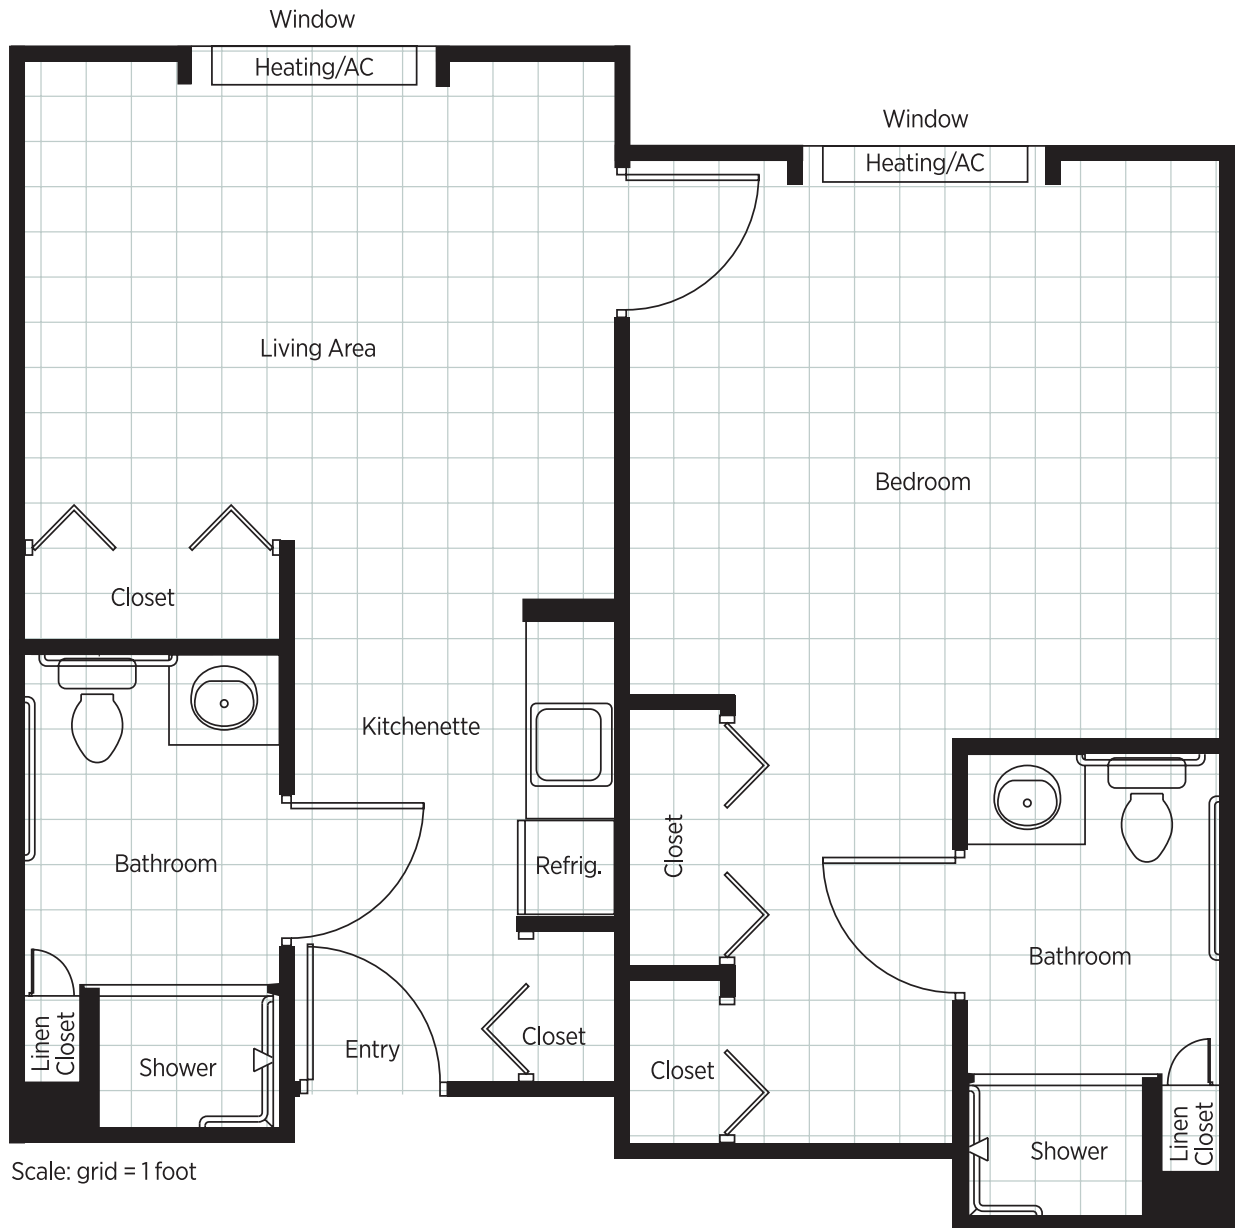 Window
Heating/AC
Window
Heating/AC
Living Area
Bedroom
Closet
Kitchenette
Closet
Refrig.
Bathroom
Bathroom
Linen
Closet
Shower
Entry
Closet
Closet
Shower
Linen
Closet
Scale: grid = 1 foot